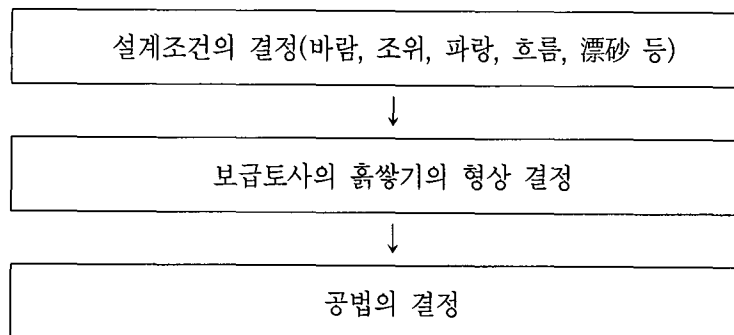 설계조건의 결정(바람, 조위, 파랑, 흐름, 漂砂 등)
↓
보급토사의 흙쌓기의 형상 결정
↓
공법의 결정